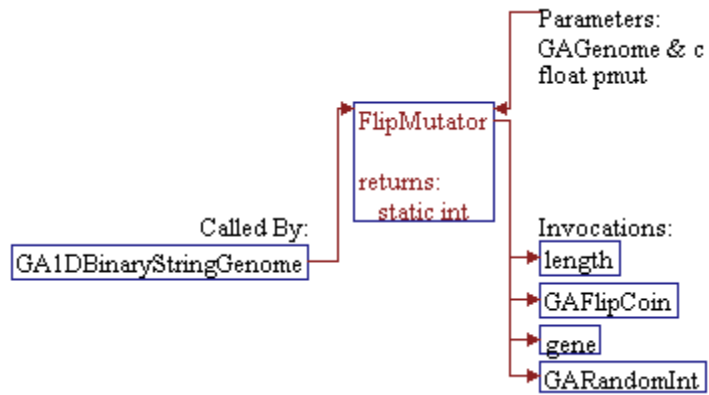 Parameters:
GAGenome & c
float pmut
FlipMutator
returns:
static int
Called By:
GA1DBinaryStringGenome
Invocations:
length
GAFlipCoin
gene
GARandomInt